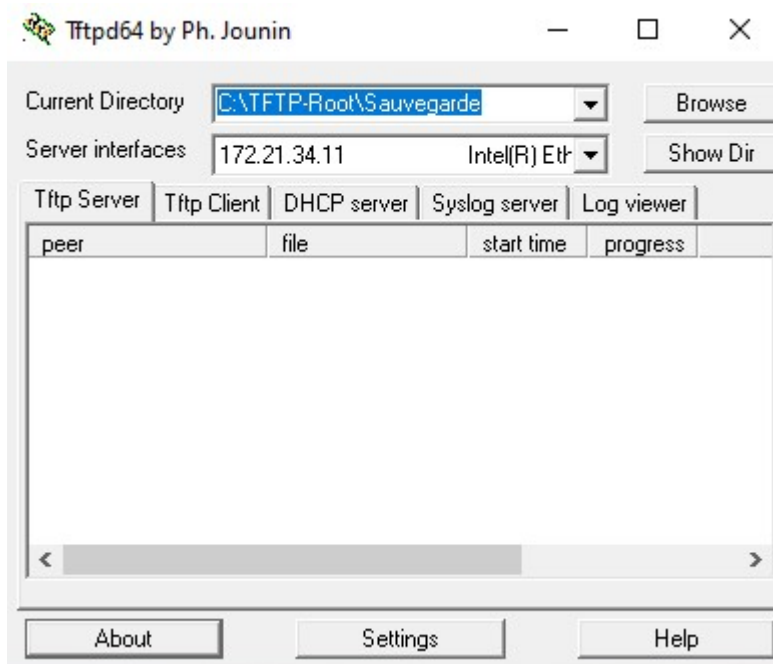 Tftpd64 by Ph. Jounin
Current Directory C:\TFTP-Root\Sauvegarde Browse
Server interfaces 172.21.34.11 Intel(R) Eth Show Dir
Tftp Server Tftp Client DHCP server Syslog server Log viewer
peer file start time progress
About Settings Help